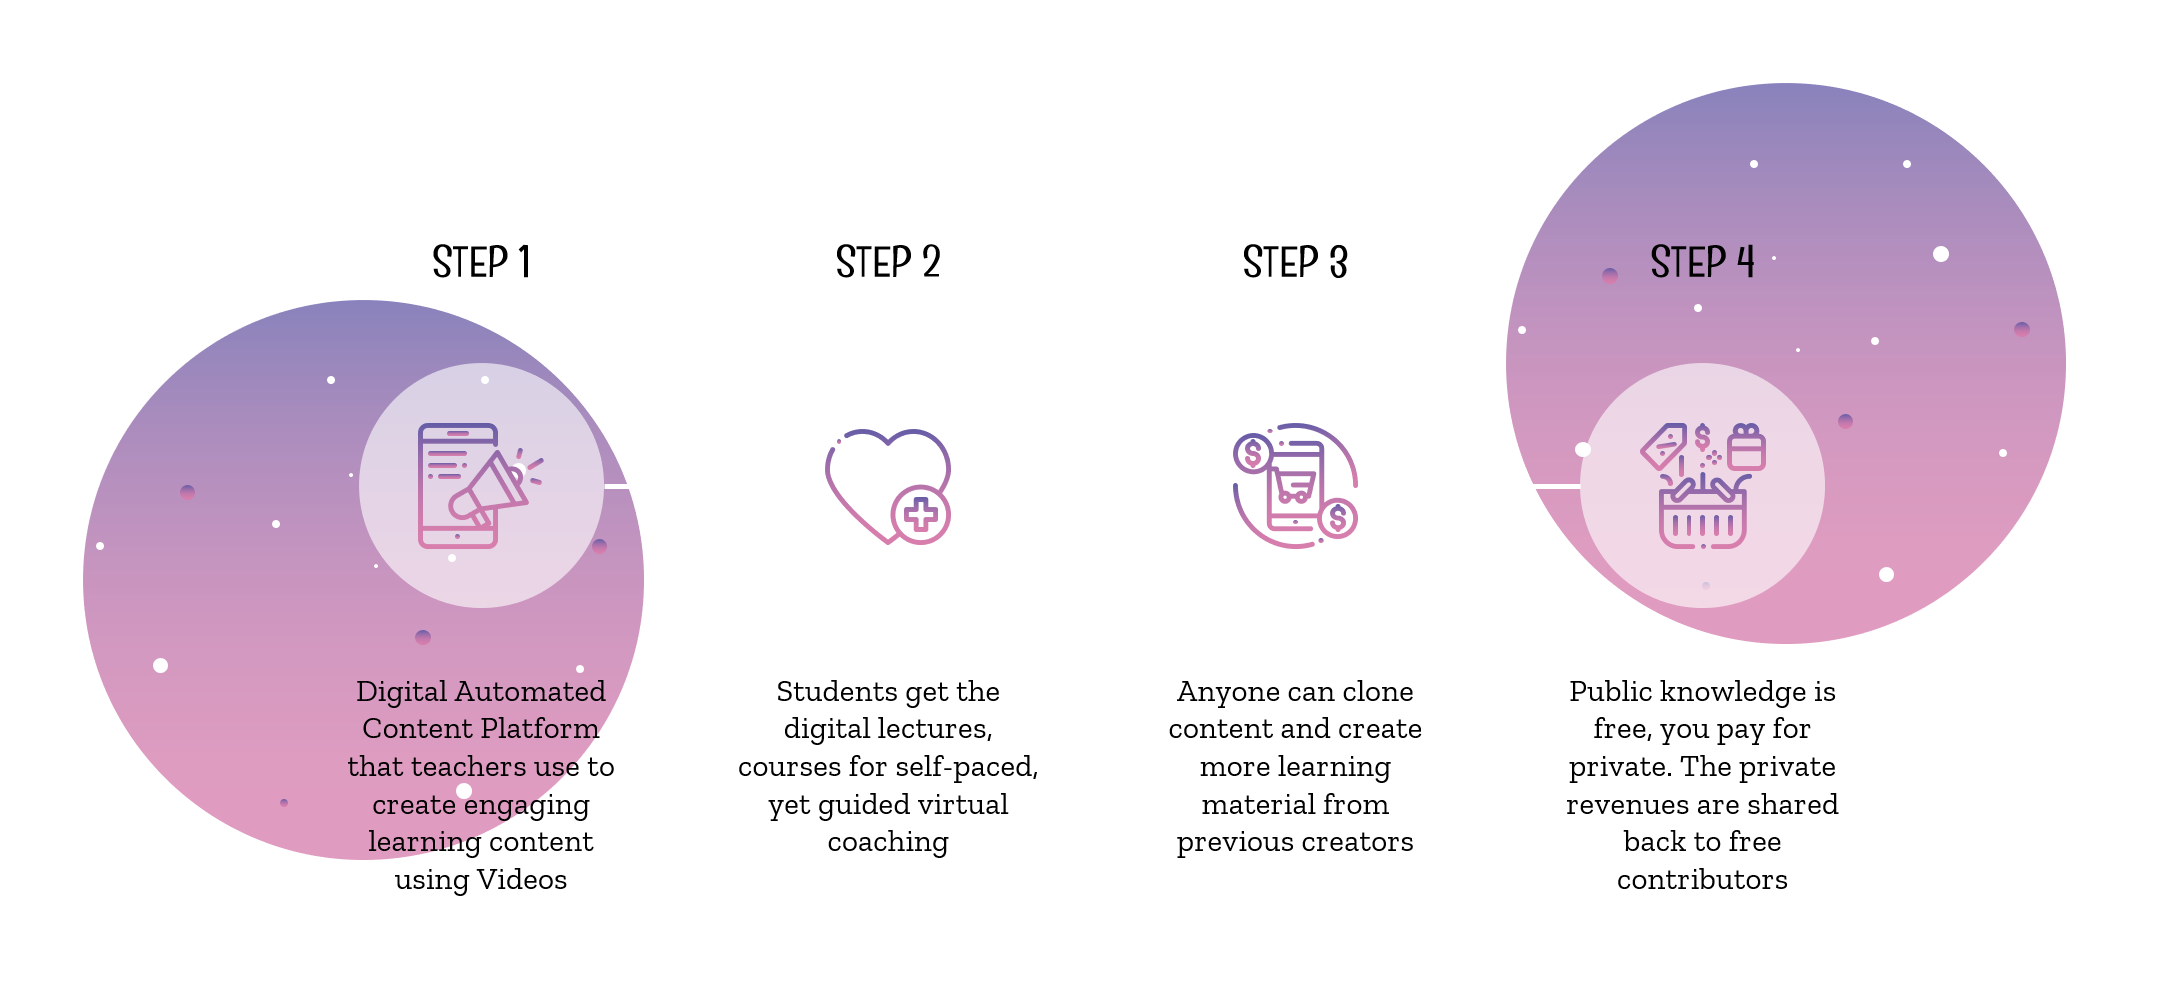 STEP 1
Digital Automated
Content Platform
that teachers use to
create engaging
learning content
using Videos
STEP 2
Students get the
digital lectures,
courses for self-paced,
yet guided virtual
coaching
STEP 3
Anyone can clone
content and create
more learning
material from
previous creators
STEP 4
Public knowledge is
free, you pay for
private. The private
revenues are shared
back to free
contributors